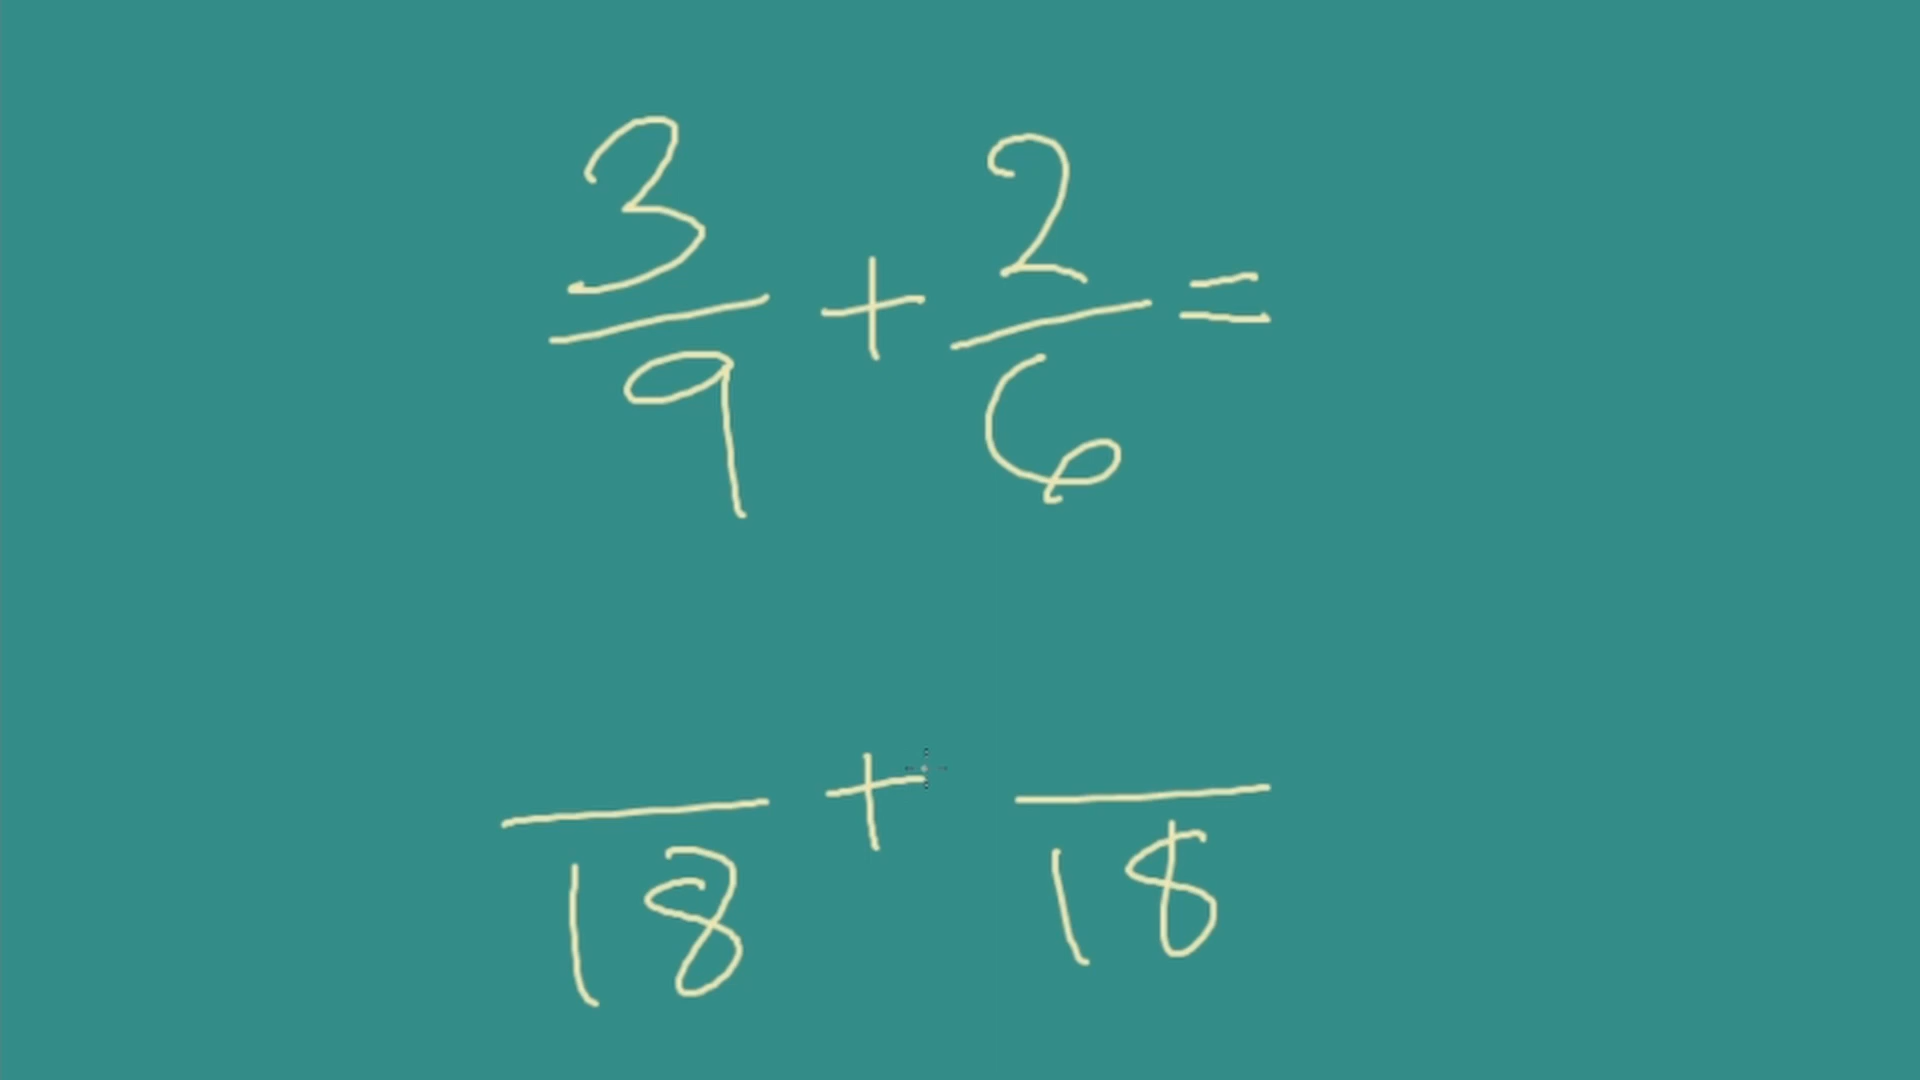 3/9 + 2/6 =
/18 + /18